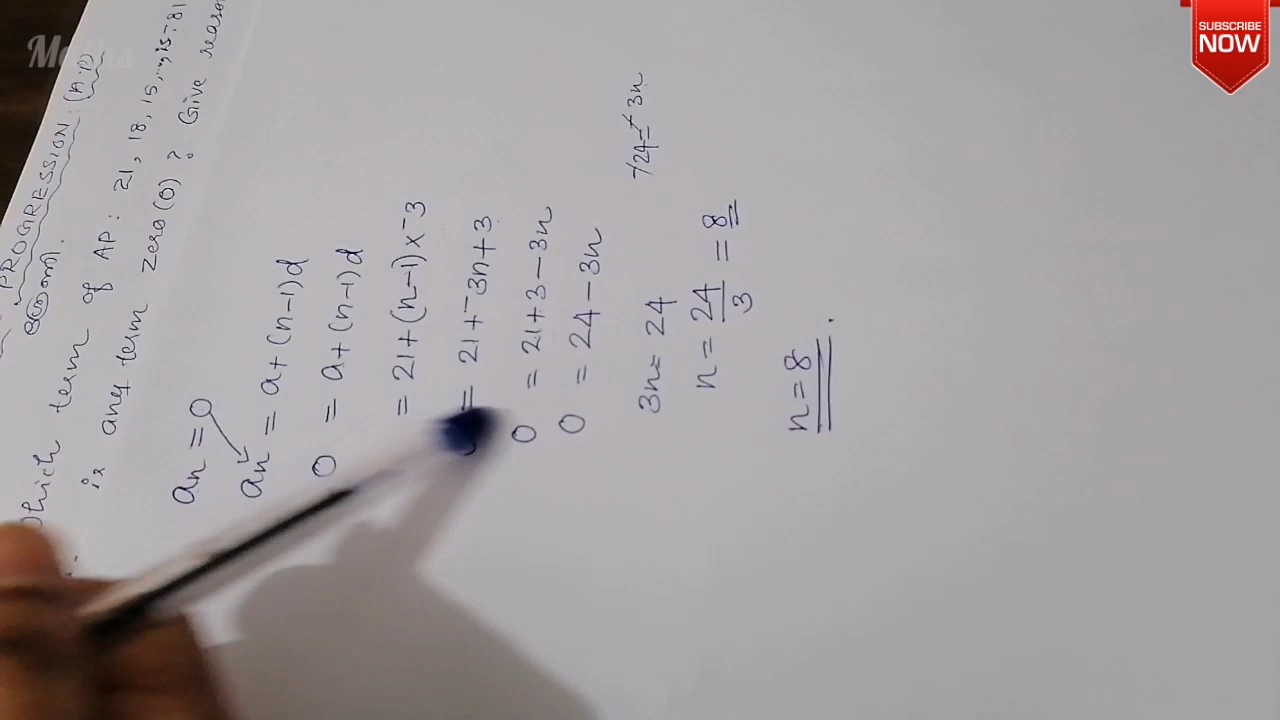 PROGRESSION. (A.P)
Which term of AP: 21, 18, 15,..., is -81
is any term zero(0) ? Give reason
an = 0
an = a+(n-1)d
0 = a+(n-1)d
= 21+(n-1)x-3
= 21+-3n+3
0 = 21+3-3n
0 = 24-3n
-24=-3n
3n= 24
n = 24/3 = 8
n=8.
SUBSCRIBE
NOW